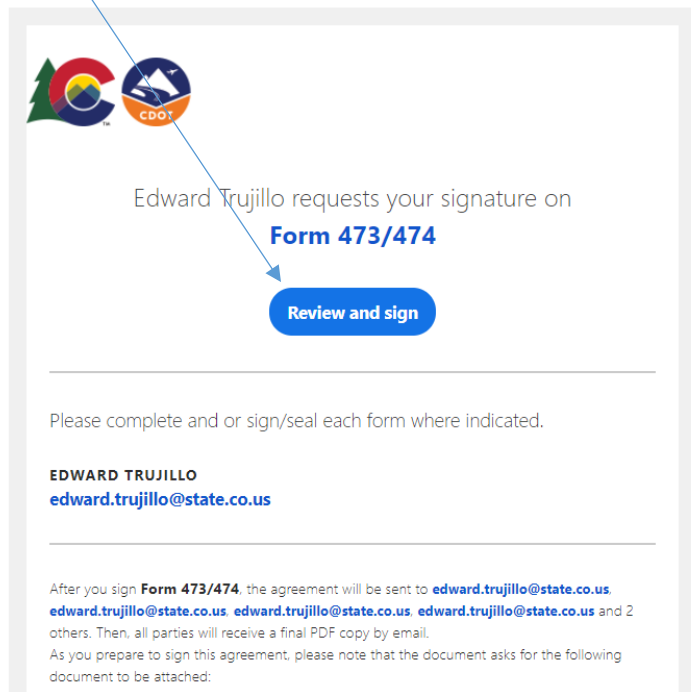 CDOT
Edward Trujillo requests your signature on
Form 473/474
Review and sign
Please complete and or sign/seal each form where indicated.
EDWARD TRUJILLO
edward.trujillo@state.co.us
After you sign Form 473/474, the agreement will be sent to edward.trujillo@state.co.us,
edward.trujillo@state.co.us, edward.trujillo@state.co.us, edward.trujillo@state.co.us and 2
others. Then, all parties will receive a final PDF copy by email.
As you prepare to sign this agreement, please note that the document asks for the following
document to be attached: